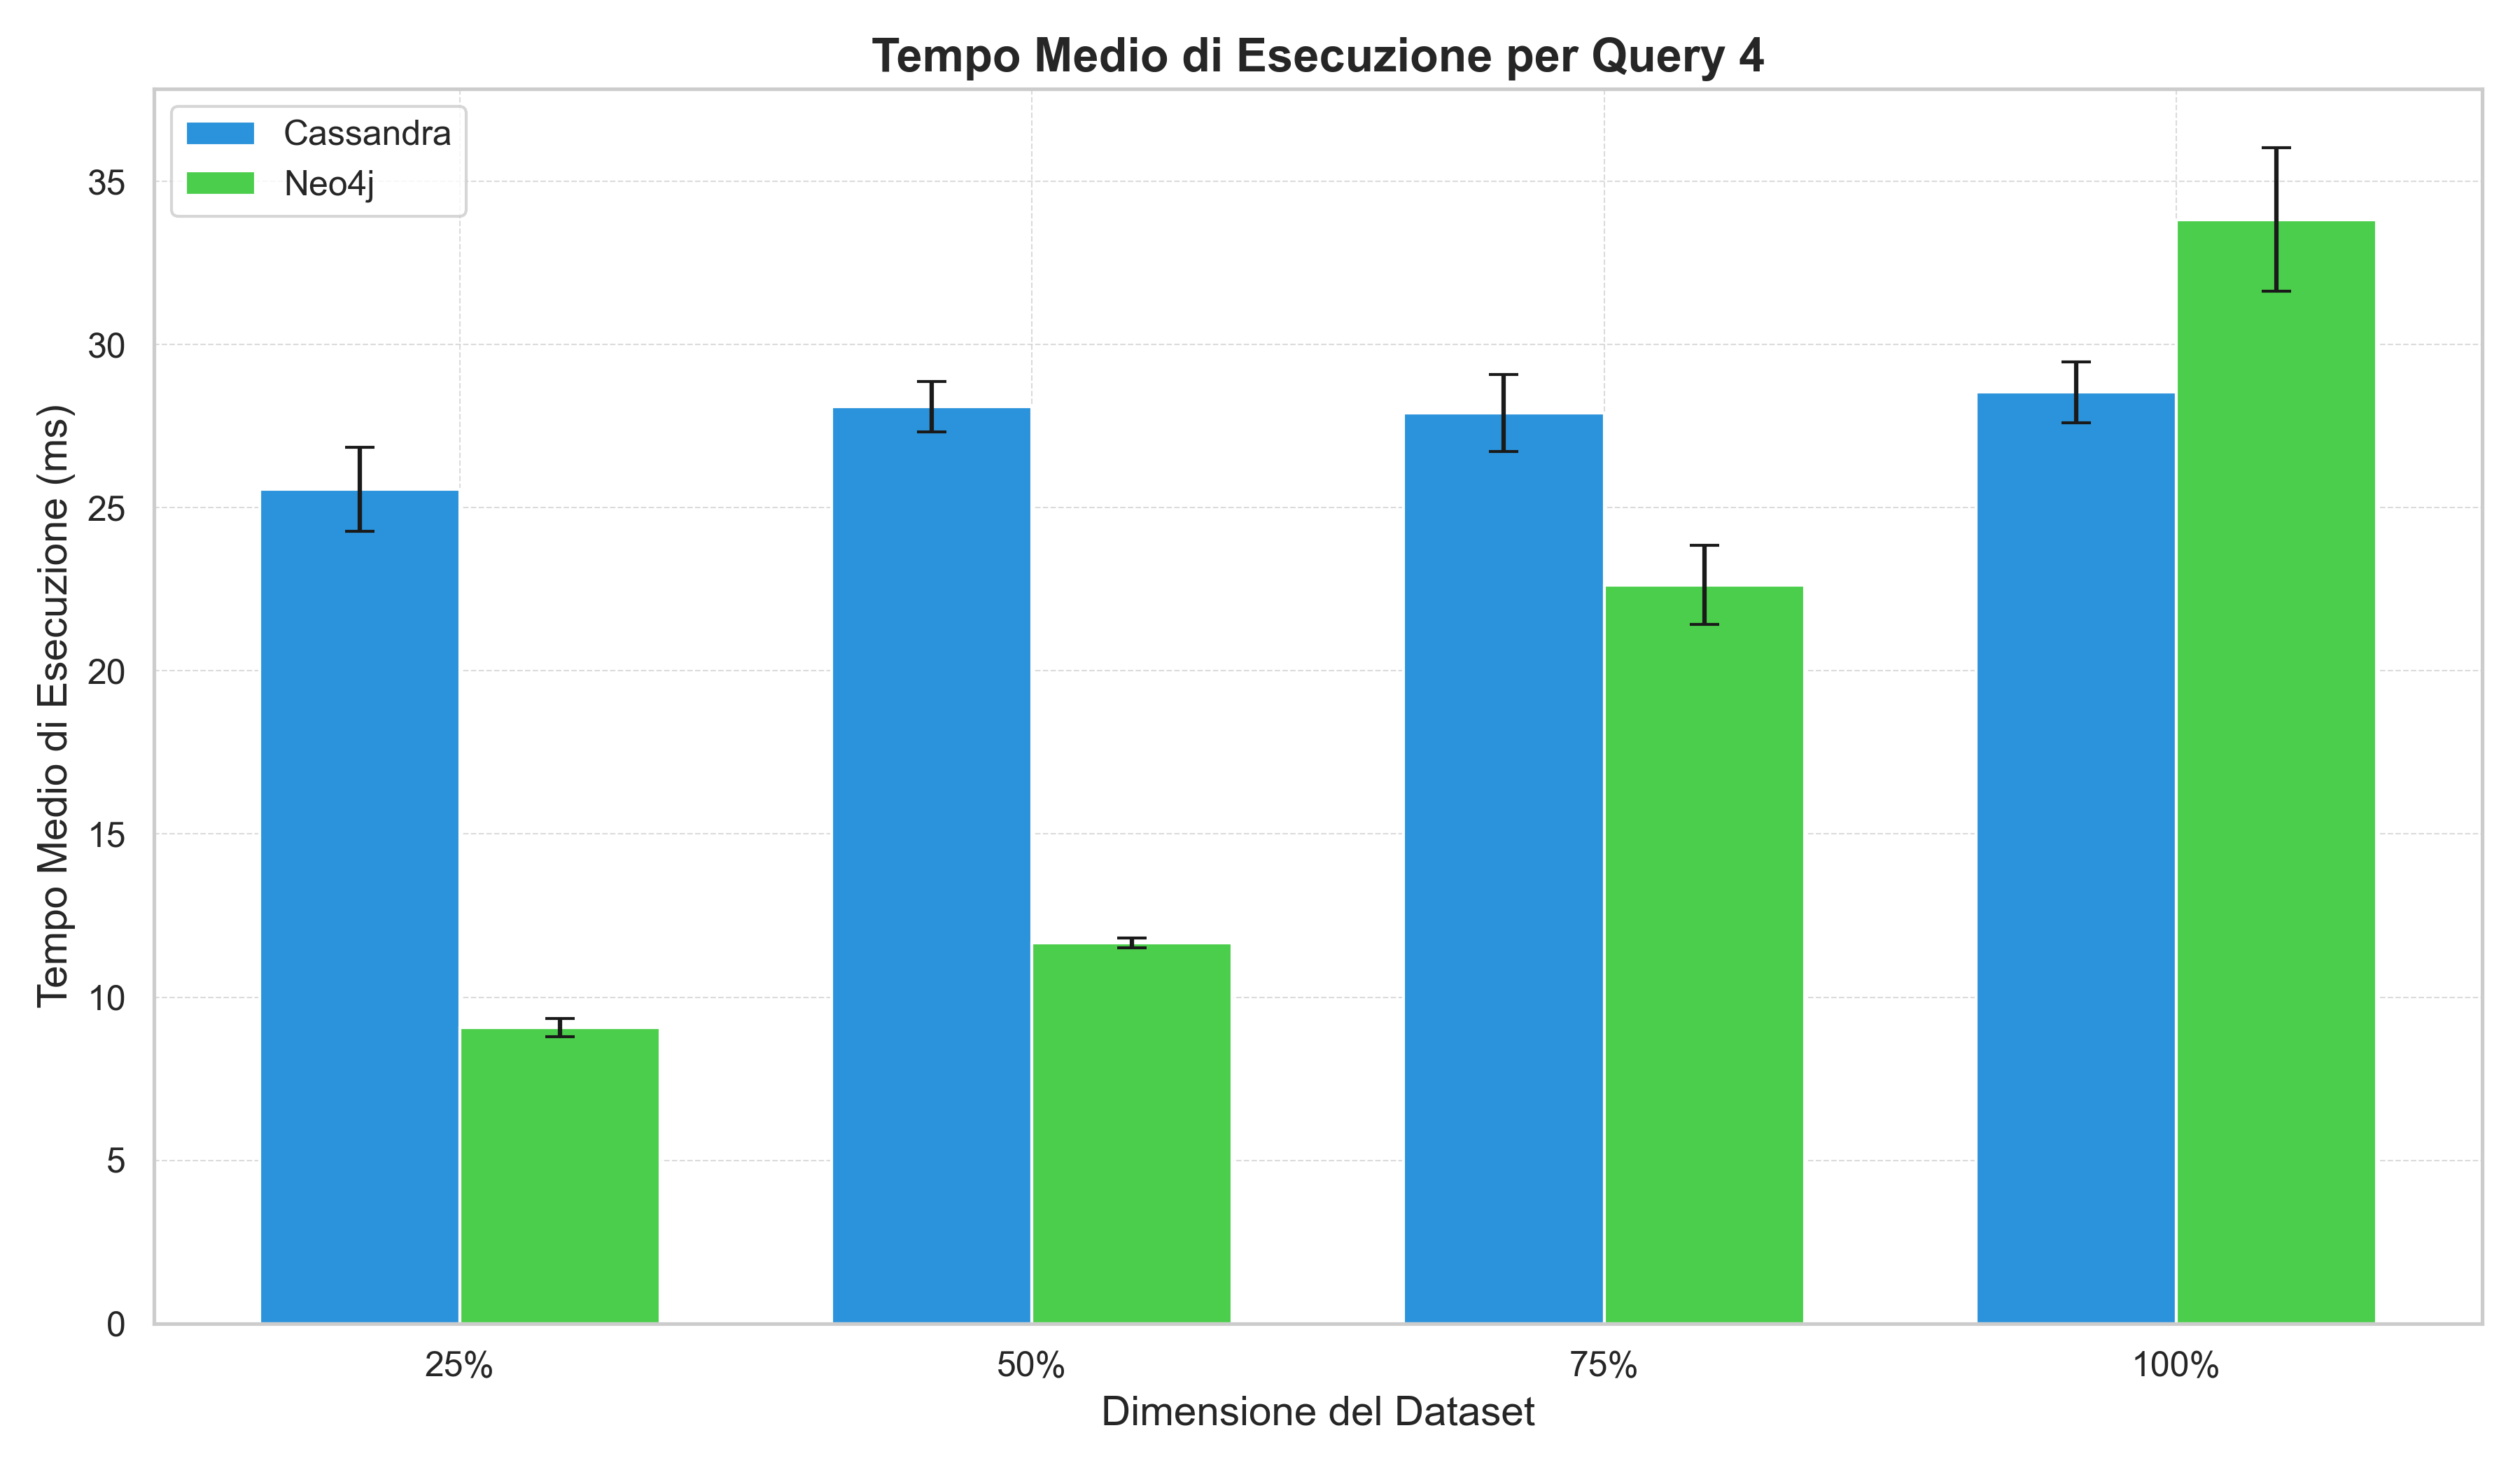 Tempo Medio di Esecuzione per Query 4
Cassandra
Neo4j
Tempo Medio di Esecuzione (ms)
35
30
25
20
15
10
5
0
25%
50%
75%
100%
Dimensione del Dataset